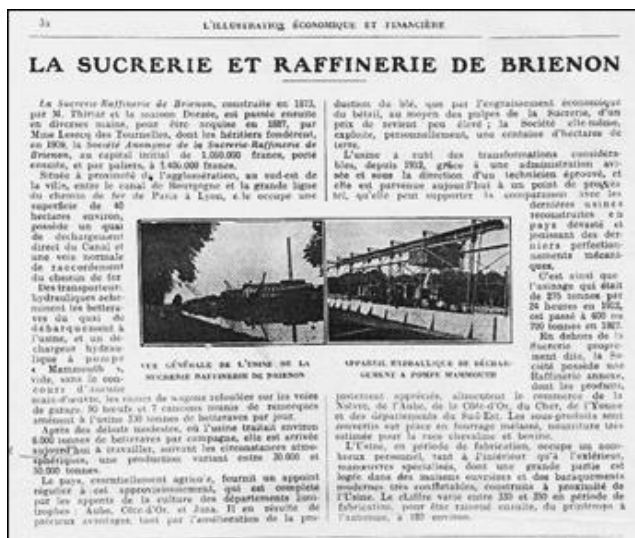 32
L'ILLUSTRATION ÉCONOMIQUE ET FINANCIÈRE
LA SUCRERIE ET RAFFINERIE DE BRIENON
La Sucrerie-Raffinerie de Brienon, construite en 1873,
par M. Thirtat et la maison Dorzée, est passée ensuite
en diverses mains, pour être acquise en 1887, par
Mme Lesecq des Tournelles, dont les héritiers fondèrent,
en 1909, la Société Anonyme de la Sucrerie-Raffinerie de
Brienon, au capital initial de 1.050.000 francs, porté
ensuite, et par paliers, à 1.400.000 francs.
Située à proximité de l'agglomération, au sud-est de
la ville, entre le canal de Bourgogne et la grande ligne
du chemin de fer de Paris à Lyon, elle occupe une
superficie de 40
hectares environ,
possède un quai
de déchargement
direct du Canal et
une voie normale
de raccordement
du chemin de fer
Des transporteurs
hydrauliques ache-
minent les bettera-
ves du quai de
débarquement à
l'usine, et un dé-
chargeur hydrau-
lique à pompe
« Mammouth »,
vide, sans le con-
cours d'aucune
main-d'œuvre, les wagons refoulés sur les voies
de garage. 90 bœufs et 7 camions munis de remorques
amènent à l'usine 350 tonnes de betteraves par jour.
Après des débuts modestes, où l'usine traitait environ
6.000 tonnes de betteraves par campagne, elle est arrivée
aujourd'hui à travailler, suivant les circonstances atmo-
sphériques, une production variant entre 30.000 et
50.000 tonnes.
Le pays, essentiellement agricole, fournit un appoint
régulier à cet approvisionnement, qui est complété
par les apports de la culture des départements limi-
trophes : Aube, Côte-d'Or, et Jura. Il en résulte de
précieux avantages, tant par l'amélioration de la pro-
VUE GÉNÉRALE DE L'USINE DE LA
SUCRERIE RAFFINERIE DE BRIENON
APPAREIL HYDRAULIQUE DE DÉCHAR-
GEMENT A POMPE MAMMOUTH
duction du blé, que par l'engraissement économique
du bétail, au moyen des pulpes de la Sucrerie, d'un
prix de revient peu élevé ; la Société elle-même,
exploite, personnellement, une centaine d'hectares de
terre.
L'usine a subi des transformations considéra-
bles, depuis 1912, grâce à une administration avi-
sée et sous la direction d'un technicien éprouvé, et
elle est parvenue aujourd'hui à un point de progrès
tel, qu'elle peut supporter la comparaison avec les
dernières usines
reconstruites en
pays dévasté et
jouissant des der-
niers perfection-
nements mécani-
ques.
C'est ainsi que
l'usinage qui était
de 275 tonnes par
24 heures en 1912,
est passé à 600 ou
700 tonnes en 1927.
En dehors de la
Sucrerie propre-
ment dite, la So-
ciété possède une
Raffinerie annexe,
dont les produits,
justement appréciés, alimentent le commerce de la
Nièvre, de l'Aube, de la Côte-d'Or, du Cher, de l'Yonne
et des départements du Sud-Est. Les sous-produits sont
convertis sur place en fourrage mélassé, nourriture très
estimée pour la race chevaline et bovine.
L'Usine, en période de fabrication, occupe un nom-
breux personnel, tant à l'intérieur qu'à l'extérieur,
manœuvres spécialisés, dont une grande partie est
logée dans des maisons ouvrières et des baraquements
modernes très confortables, construits à proximité de
l'Usine. Le chiffre varie entre 330 et 350 en période de
fabrication, pour être ramené ensuite, du printemps à
l'automne, à 180 environ.